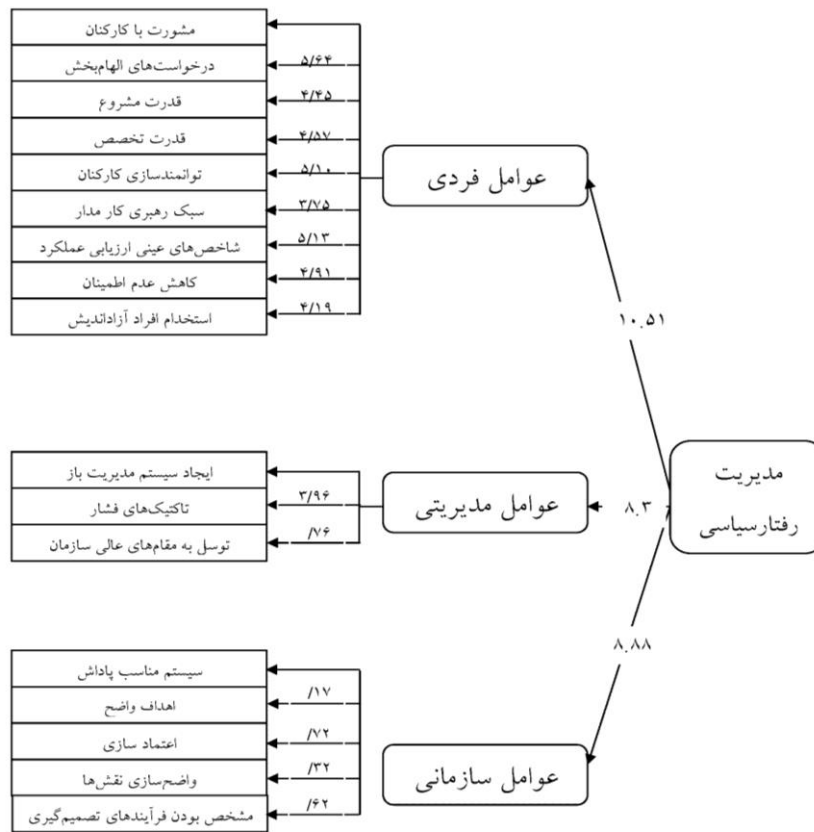 مشورت با کارکنان
درخواست‌های الهام‌بخش
۵/۶۴
قدرت مشروع
۴/۴۵
قدرت تخصص
۴/۵۷
توانمندسازی کارکنان
۵/۱۰
سبک رهبری کار مدار
۳/۷۵
شاخص‌های عینی ارزیابی عملکرد
۵/۱۳
کاهش عدم اطمینان
۴/۹۱
استخدام افراد آزاداندیش
۴/۱۹
عوامل فردی
۱۰.۵۱
مدیریت
رفتارسیاسی
ایجاد سیستم مدیریت باز
تاکتیک‌های فشار
۳/۹۶
توسل به مقام‌های عالی سازمان
/۷۶
عوامل مدیریتی
۸.۳
سیستم مناسب پاداش
اهداف واضح
/۱۷
اعتماد سازی
/۷۲
واضح‌سازی نقش‌ها
/۳۲
مشخص بودن فرآیندهای تصمیم‌گیری
/۶۲
عوامل سازمانی
۸.۸۸